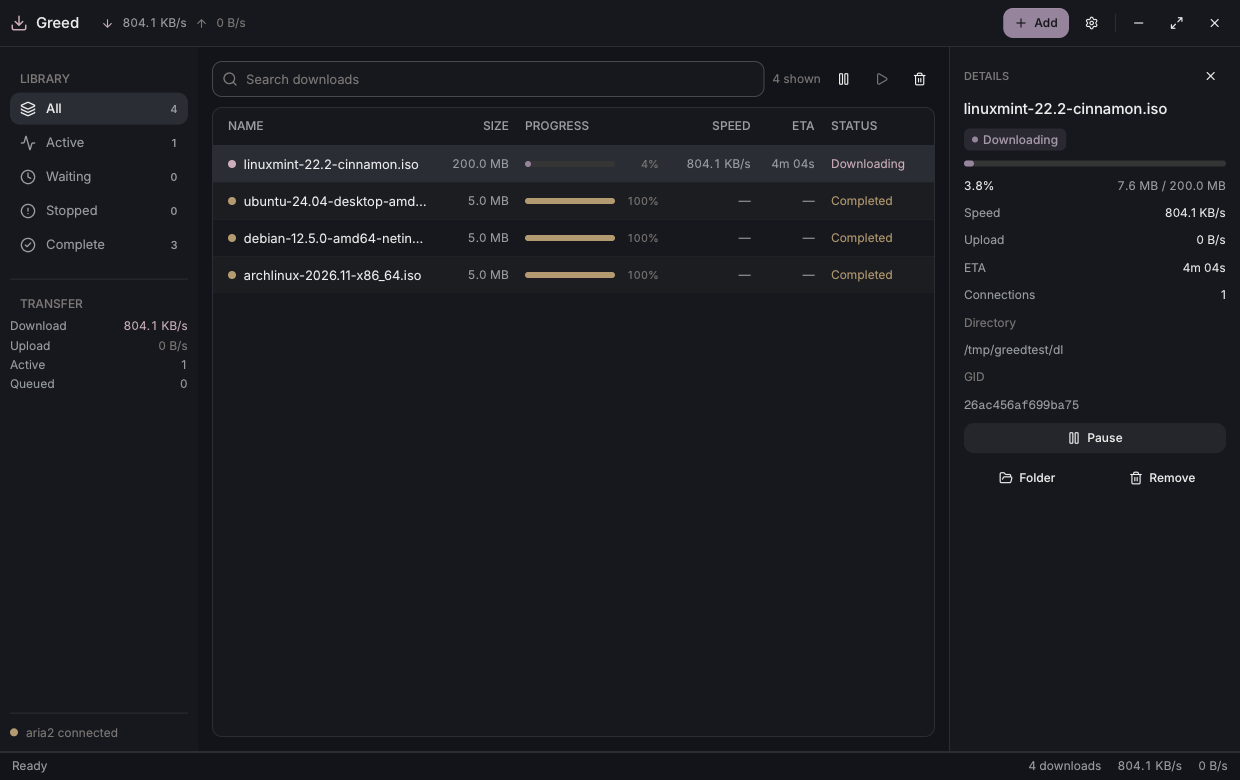 Greed 804.1 KB/s 0 B/s Add
LIBRARY
All 4
Active 1
Waiting 0
Stopped 0
Complete 3
TRANSFER
Download 804.1 KB/s
Upload 0 B/s
Active 1
Queued 0
aria2 connected
Search downloads 4 shown
NAME SIZE PROGRESS SPEED ETA STATUS
linuxmint-22.2-cinnamon.iso 200.0 MB 4% 804.1 KB/s 4m 04s Downloading
ubuntu-24.04-desktop-amd... 5.0 MB 100% — — Completed
debian-12.5.0-amd64-netin... 5.0 MB 100% — — Completed
archlinux-2026.11-x86_64.iso 5.0 MB 100% — — Completed
DETAILS
linuxmint-22.2-cinnamon.iso
Downloading
3.8% 7.6 MB / 200.0 MB
Speed 804.1 KB/s
Upload 0 B/s
ETA 4m 04s
Connections 1
Directory
/tmp/greedtest/dl
GID
26ac456af699ba75
Pause
Folder Remove
Ready 4 downloads 804.1 KB/s 0 B/s